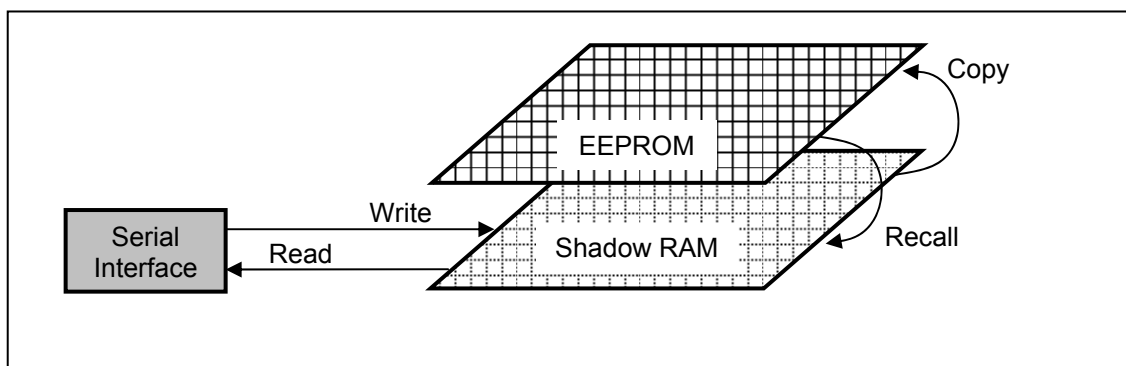 Copy
EEPROM
Write
Serial
Interface
Read
Shadow RAM
Recall